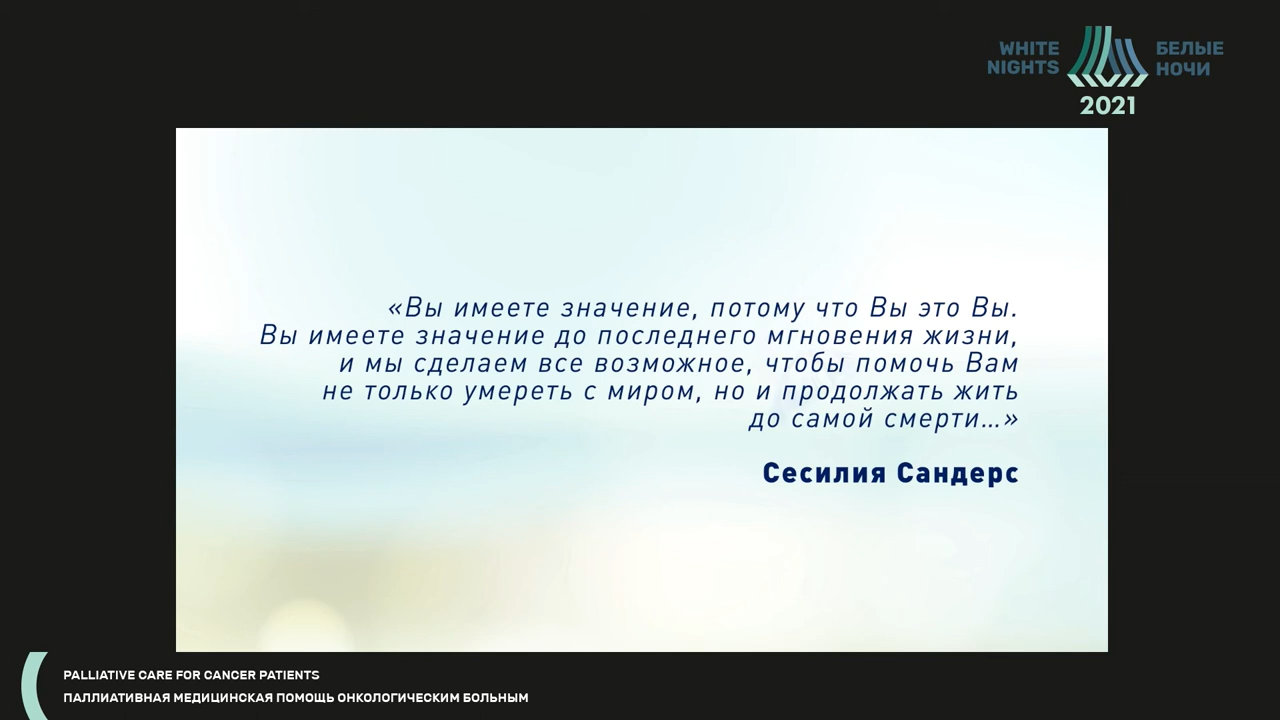 WHITE
NIGHTS
БЕЛЫЕ
НОЧИ
2021
«Вы имеете значение, потому что Вы это Вы.
Вы имеете значение до последнего мгновения жизни,
и мы сделаем все возможное, чтобы помочь Вам
не только умереть с миром, но и продолжать жить
до самой смерти...»
Сесилия Сандерс
PALLIATIVE CARE FOR CANCER PATIENTS
ПАЛЛИАТИВНАЯ МЕДИЦИНСКАЯ ПОМОЩЬ ОНКОЛОГИЧЕСКИМ БОЛЬНЫМ